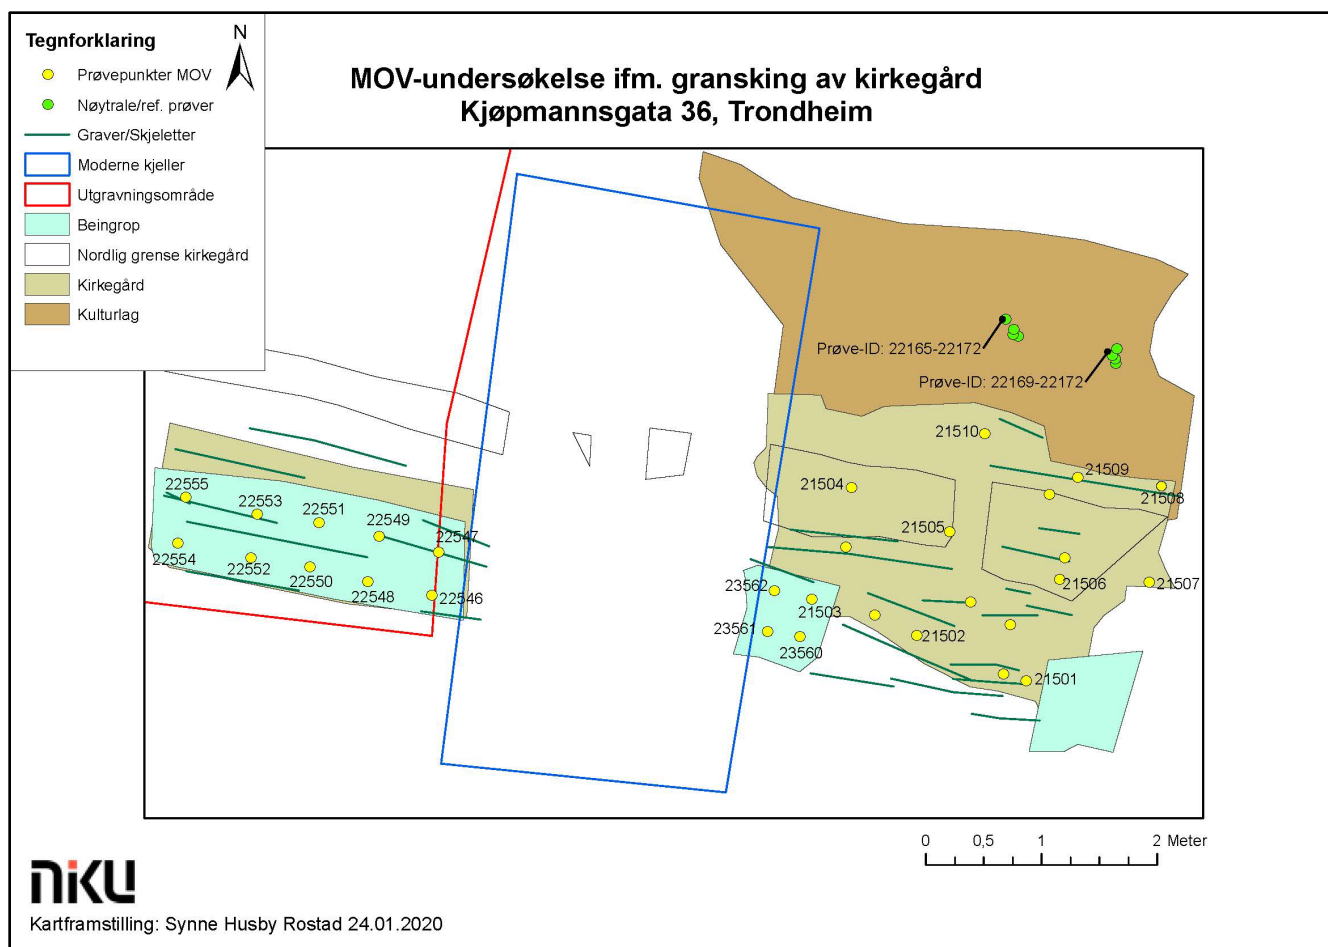 Tegnforklaring
N
Prøvepunkter MOV
Nøytrale/ref. prøver
Graver/Skjeletter
Moderne kjeller
Utgravningsområde
Beingrop
Nordlig grense kirkegård
Kirkegård
Kulturlag
MOV-undersøkelse ifm. gransking av kirkegård
Kjøpmannsgata 36, Trondheim
Prøve-ID: 22165-22172
Prøve-ID: 22169-22172
21510
21509
21508
21504
21505
21506
21507
22555
22553
22551
22549
22547
22554
22552
22550
22548
22546
23562
21503
23561
23560
21502
21501
0 0,5 1 2 Meter
NIKU
Kartframstilling: Synne Husby Rostad 24.01.2020